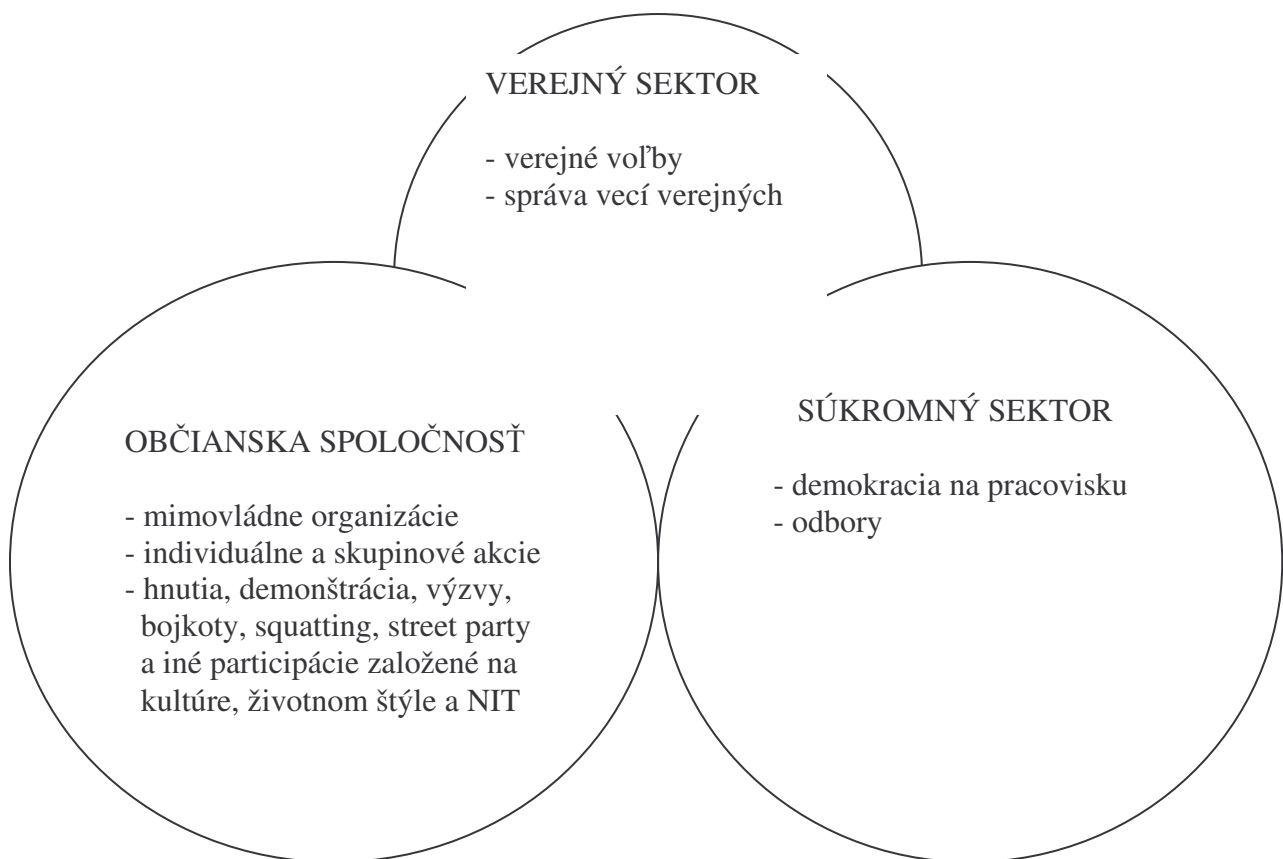 VEREJNÝ SEKTOR
- verejné voľby
- správa vecí verejných
OBČIANSKA SPOLOČNOSŤ
- mimovládne organizácie
- individuálne a skupinové akcie
- hnutia, demonštrácia, výzvy,
bojkoty, squatting, street party
a iné participácie založené na
kultúre, životnom štýle a NIT
SÚKROMNÝ SEKTOR
- demokracia na pracovisku
- odbory